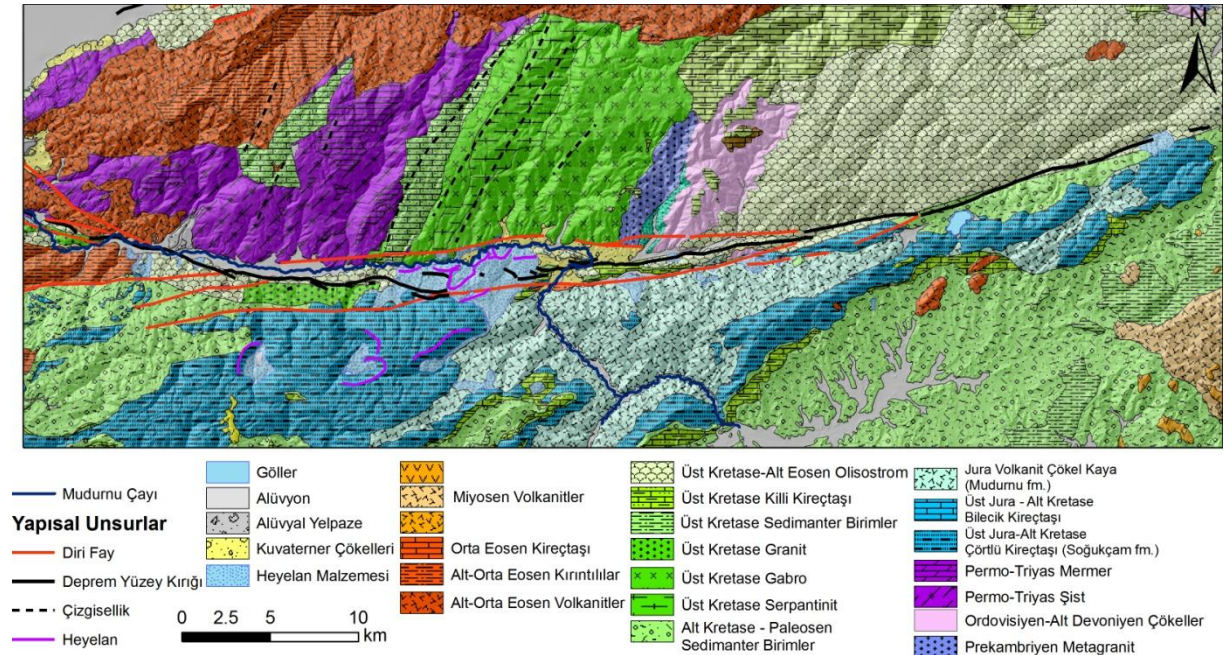 N
Mudurnu Çayı
Yapısal Unsurlar
Diri Fay
Deprem Yüzey Kırığı
Çizgisellik
Heyelan
Göller
Alüvyon
Alüvyal Yelpaze
Kuvaterner Çökelleri
Heyelan Malzemesi
0 2.5 5 10
km
Miyosen Volkanitler
Orta Eosen Kireçtaşı
Alt-Orta Eosen Kırıntılılar
Alt-Orta Eosen Volkanitler
Üst Kretase-Alt Eosen Olisostrom
Üst Kretase Killi Kireçtaşı
Üst Kretase Sedimanter Birimler
Üst Kretase Granit
Üst Kretase Gabro
Üst Kretase Serpantinit
Alt Kretase - Paleosen
Sedimanter Birimler
Jura Volkanit Çökel Kaya
(Mudurnu fm.)
Üst Jura - Alt Kretase
Bilecik Kireçtaşı
Üst Jura-Alt Kretase
Çörtlü Kireçtaşı (Soğukçam fm.)
Permo-Triyas Mermer
Permo-Triyas Şist
Ordovisiyen-Alt Devoniyen Çökeller
Prekambriyen Metagranit